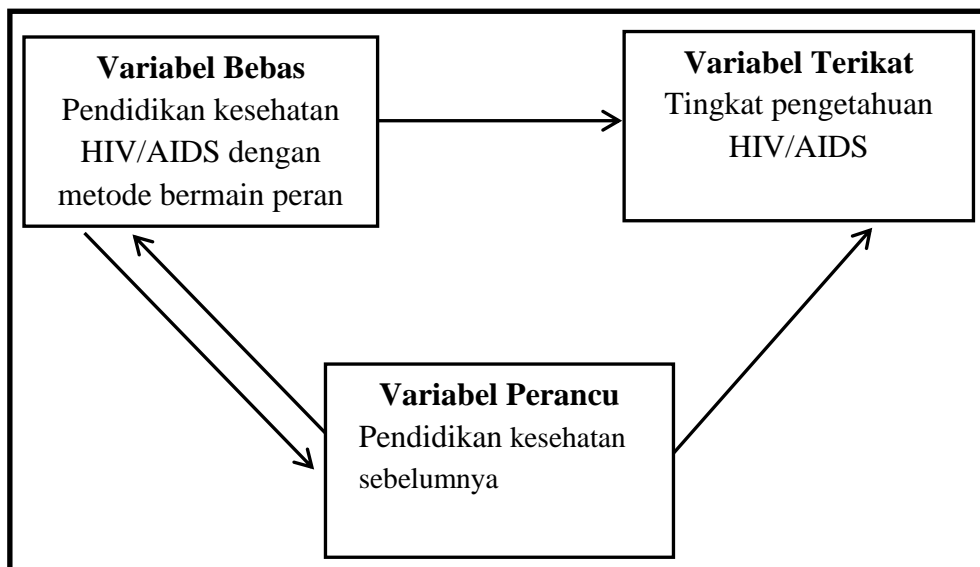 Variabel Bebas
Pendidikan kesehatan
HIV/AIDS dengan
metode bermain peran
Variabel Terikat
Tingkat pengetahuan
HIV/AIDS
Variabel Perancu
Pendidikan kesehatan
sebelumnya